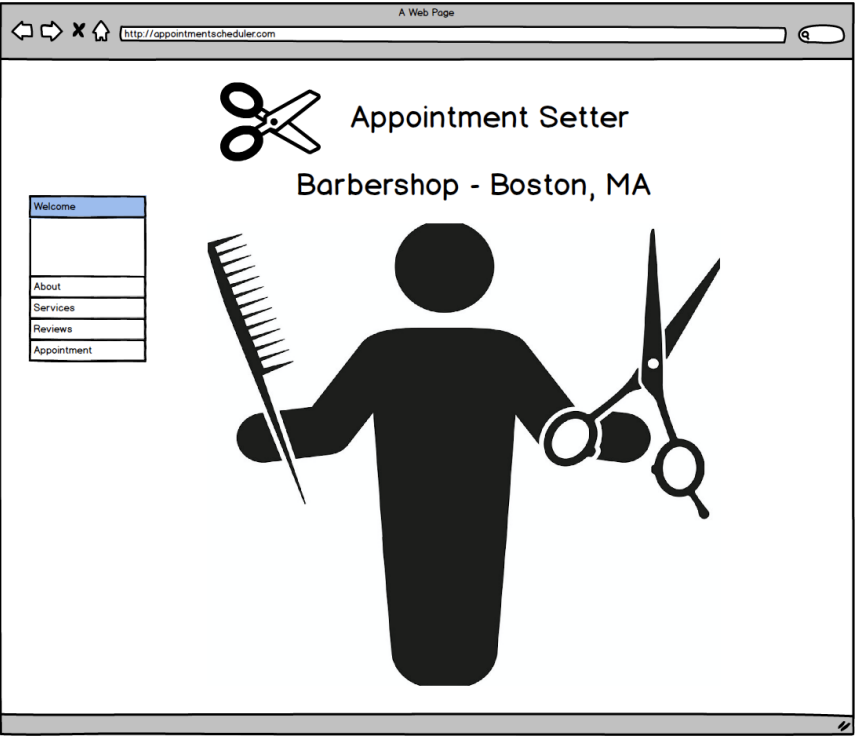 A Web Page
http://appointmentscheduler.com
Appointment Setter
Barbershop - Boston, MA
Welcome
About
Services
Reviews
Appointment